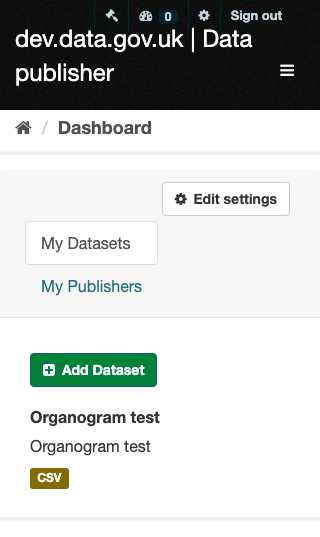 0 Sign out
dev.data.gov.uk | Data
publisher
/ Dashboard
Edit settings
My Datasets
My Publishers
Add Dataset
Organogram test
Organogram test
CSV